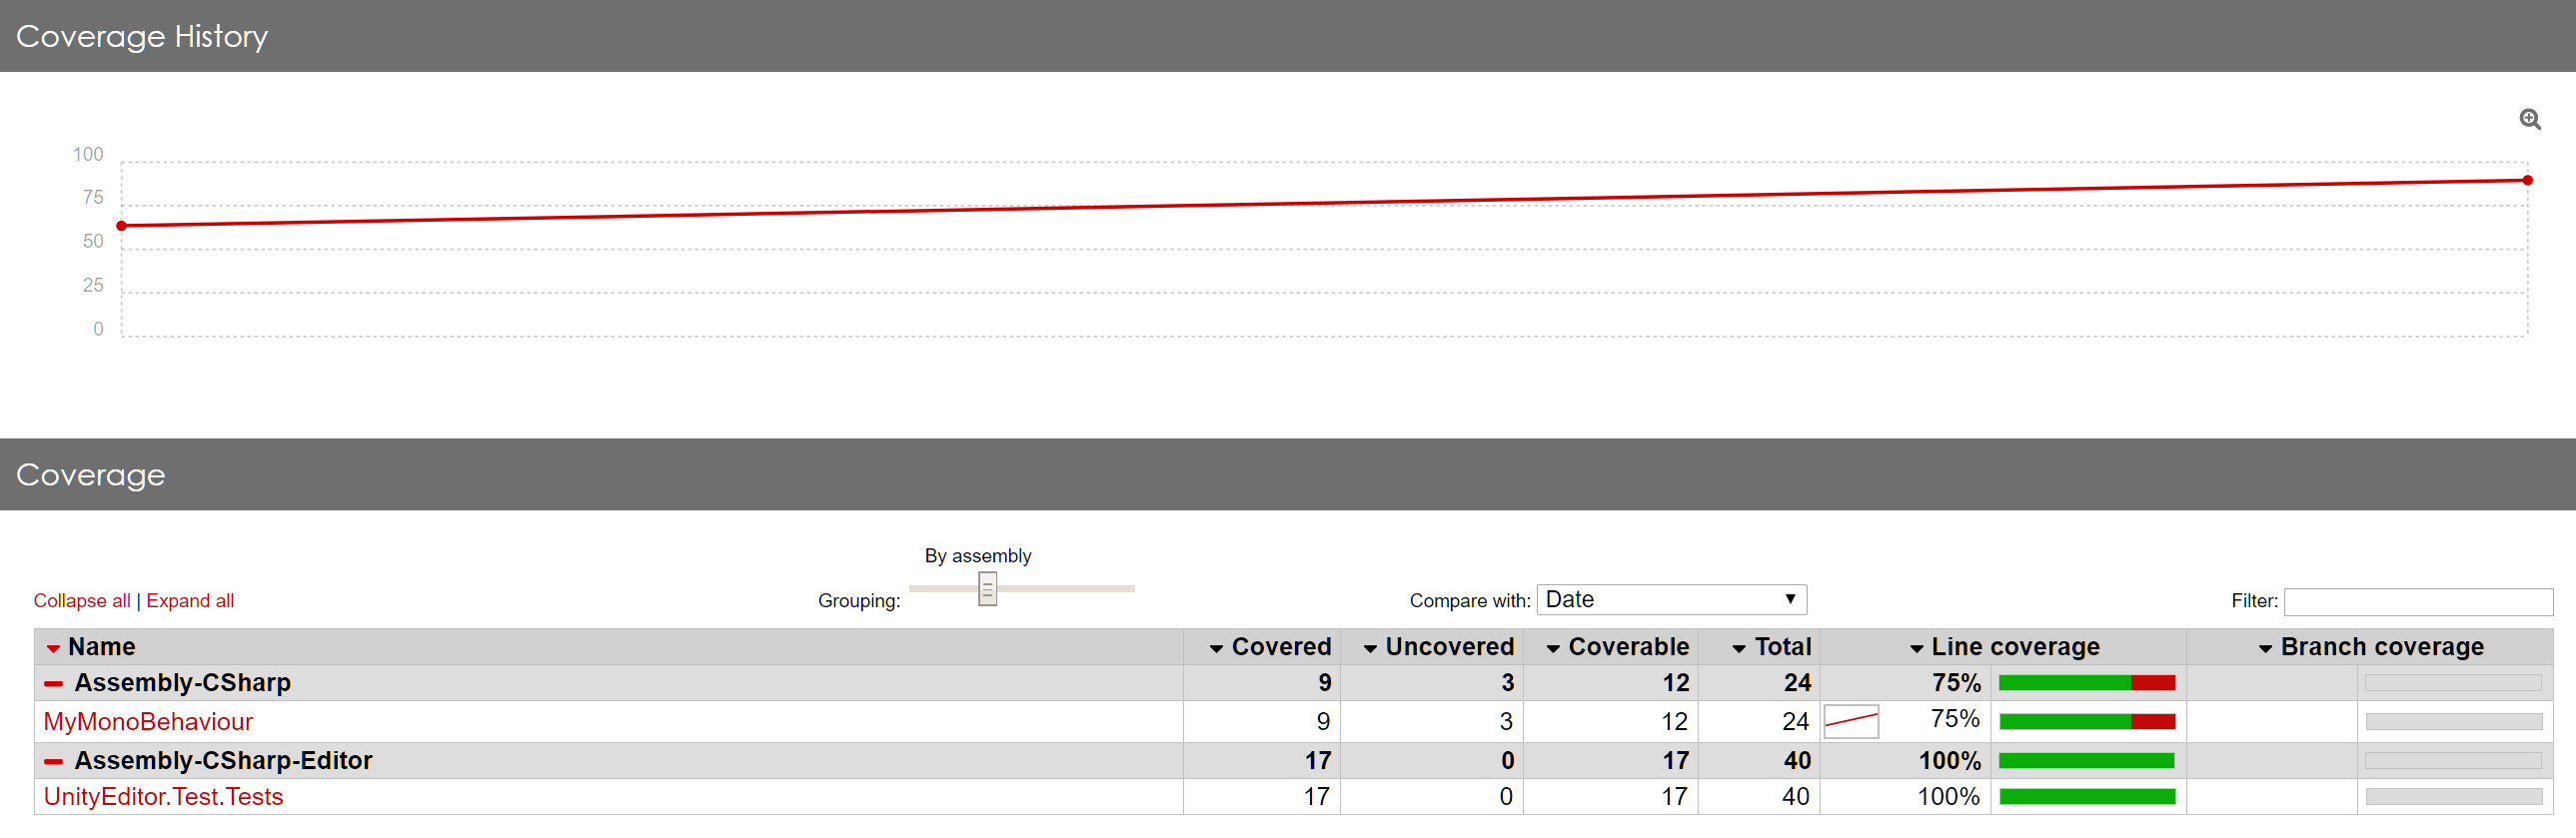 Coverage History
100
75
50
25
0
Coverage
By assembly
Collapse all | Expand all Grouping: Compare with: Date Filter:
Name Covered Uncovered Coverable Total Line coverage Branch coverage
Assembly-CSharp 9 3 12 24 75%
MyMonoBehaviour 9 3 12 24 75%
Assembly-CSharp-Editor 17 0 17 40 100%
UnityEditor.Test.Tests 17 0 17 40 100%